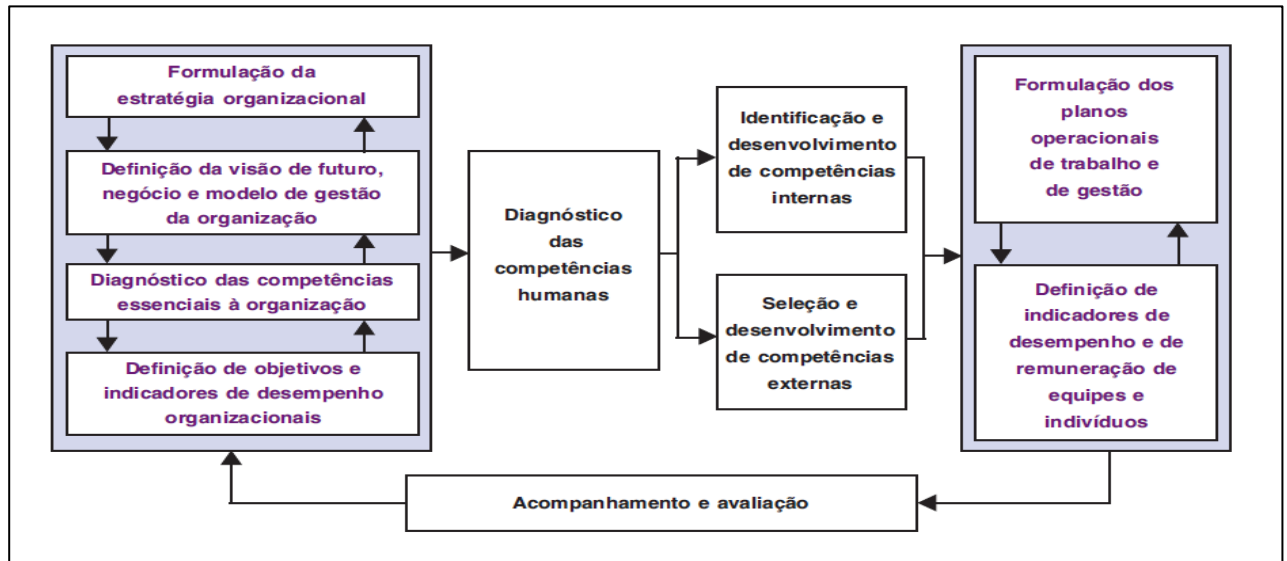 Formulação da
estratégia organizacional
Definição da visão de futuro,
negócio e modelo de gestão
da organização
Diagnóstico das competências
essenciais à organização
Definição de objetivos e
indicadores de desempenho
organizacionais
Diagnóstico
das
competências
humanas
Identificação e
desenvolvimento
de competências
internas
Seleção e
desenvolvimento
de competências
externas
Formulação dos
planos
operacionais
de trabalho e
de gestão
Definição de
indicadores de
desempenho e de
remuneração de
equipes e
indivíduos
Acompanhamento e avaliação